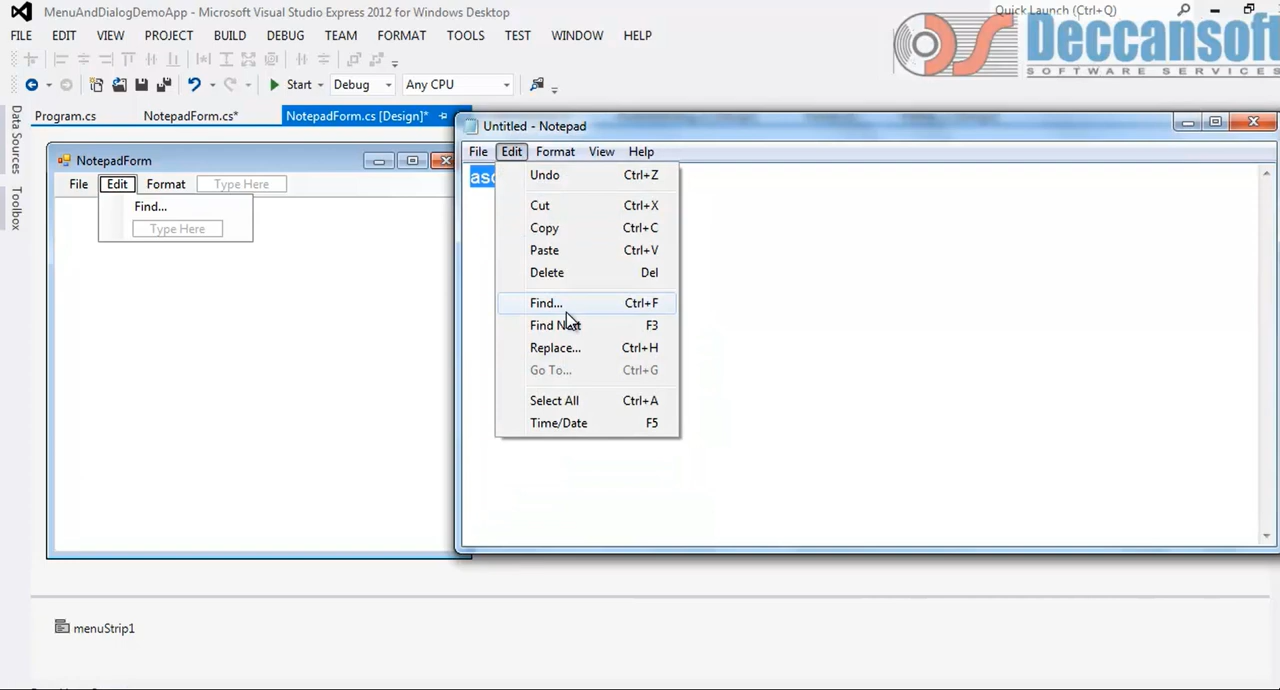 MenuAndDialogDemoApp - Microsoft Visual Studio Express 2012 for Windows Desktop
Quick Launch (Ctrl+Q)
FILE EDIT VIEW PROJECT BUILD DEBUG TEAM FORMAT TOOLS TEST WINDOW HELP
Deccansoft
SOFTWARE SERVICES
Start Debug Any CPU
Data Sources
Toolbox
Program.cs NotepadForm.cs* NotepadForm.cs [Design]*
NotepadForm
File Edit Format Type Here
Find...
Type Here
Untitled - Notepad
File Edit Format View Help
Undo Ctrl+Z
Cut Ctrl+X
Copy Ctrl+C
Paste Ctrl+V
Delete Del
Find... Ctrl+F
Find Next F3
Replace... Ctrl+H
Go To... Ctrl+G
Select All Ctrl+A
Time/Date F5
menuStrip1